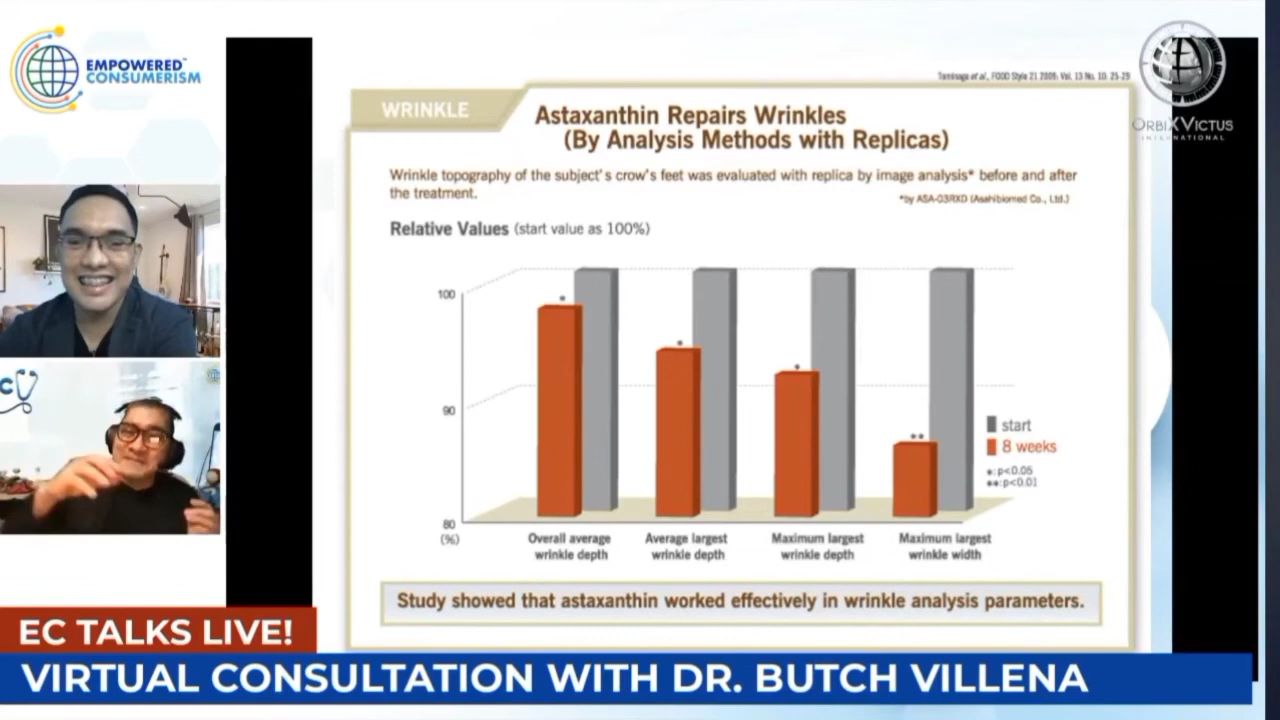 EMPOWERED™
CONSUMERISM
Tominaga et al., FOOD Style 21 2009; Vol. 13 No. 10: 25-29
ORBIXVICTUS
INTERNATIONAL
WRINKLE
Astaxanthin Repairs Wrinkles
(By Analysis Methods with Replicas)
Wrinkle topography of the subject's crow's feet was evaluated with replica by image analysis* before and after
the treatment.
*by ASA-03RXD (Asahibiomed Co., Ltd.)
Relative Values (start value as 100%)
100
90
80
(%)
*
*
*
**
start
8 weeks
*:p<0.05
**:p<0.01
Overall average
wrinkle depth
Average largest
wrinkle depth
Maximum largest
wrinkle depth
Maximum largest
wrinkle width
Study showed that astaxanthin worked effectively in wrinkle analysis parameters.
EC TALKS LIVE!
VIRTUAL CONSULTATION WITH DR. BUTCH VILLENA